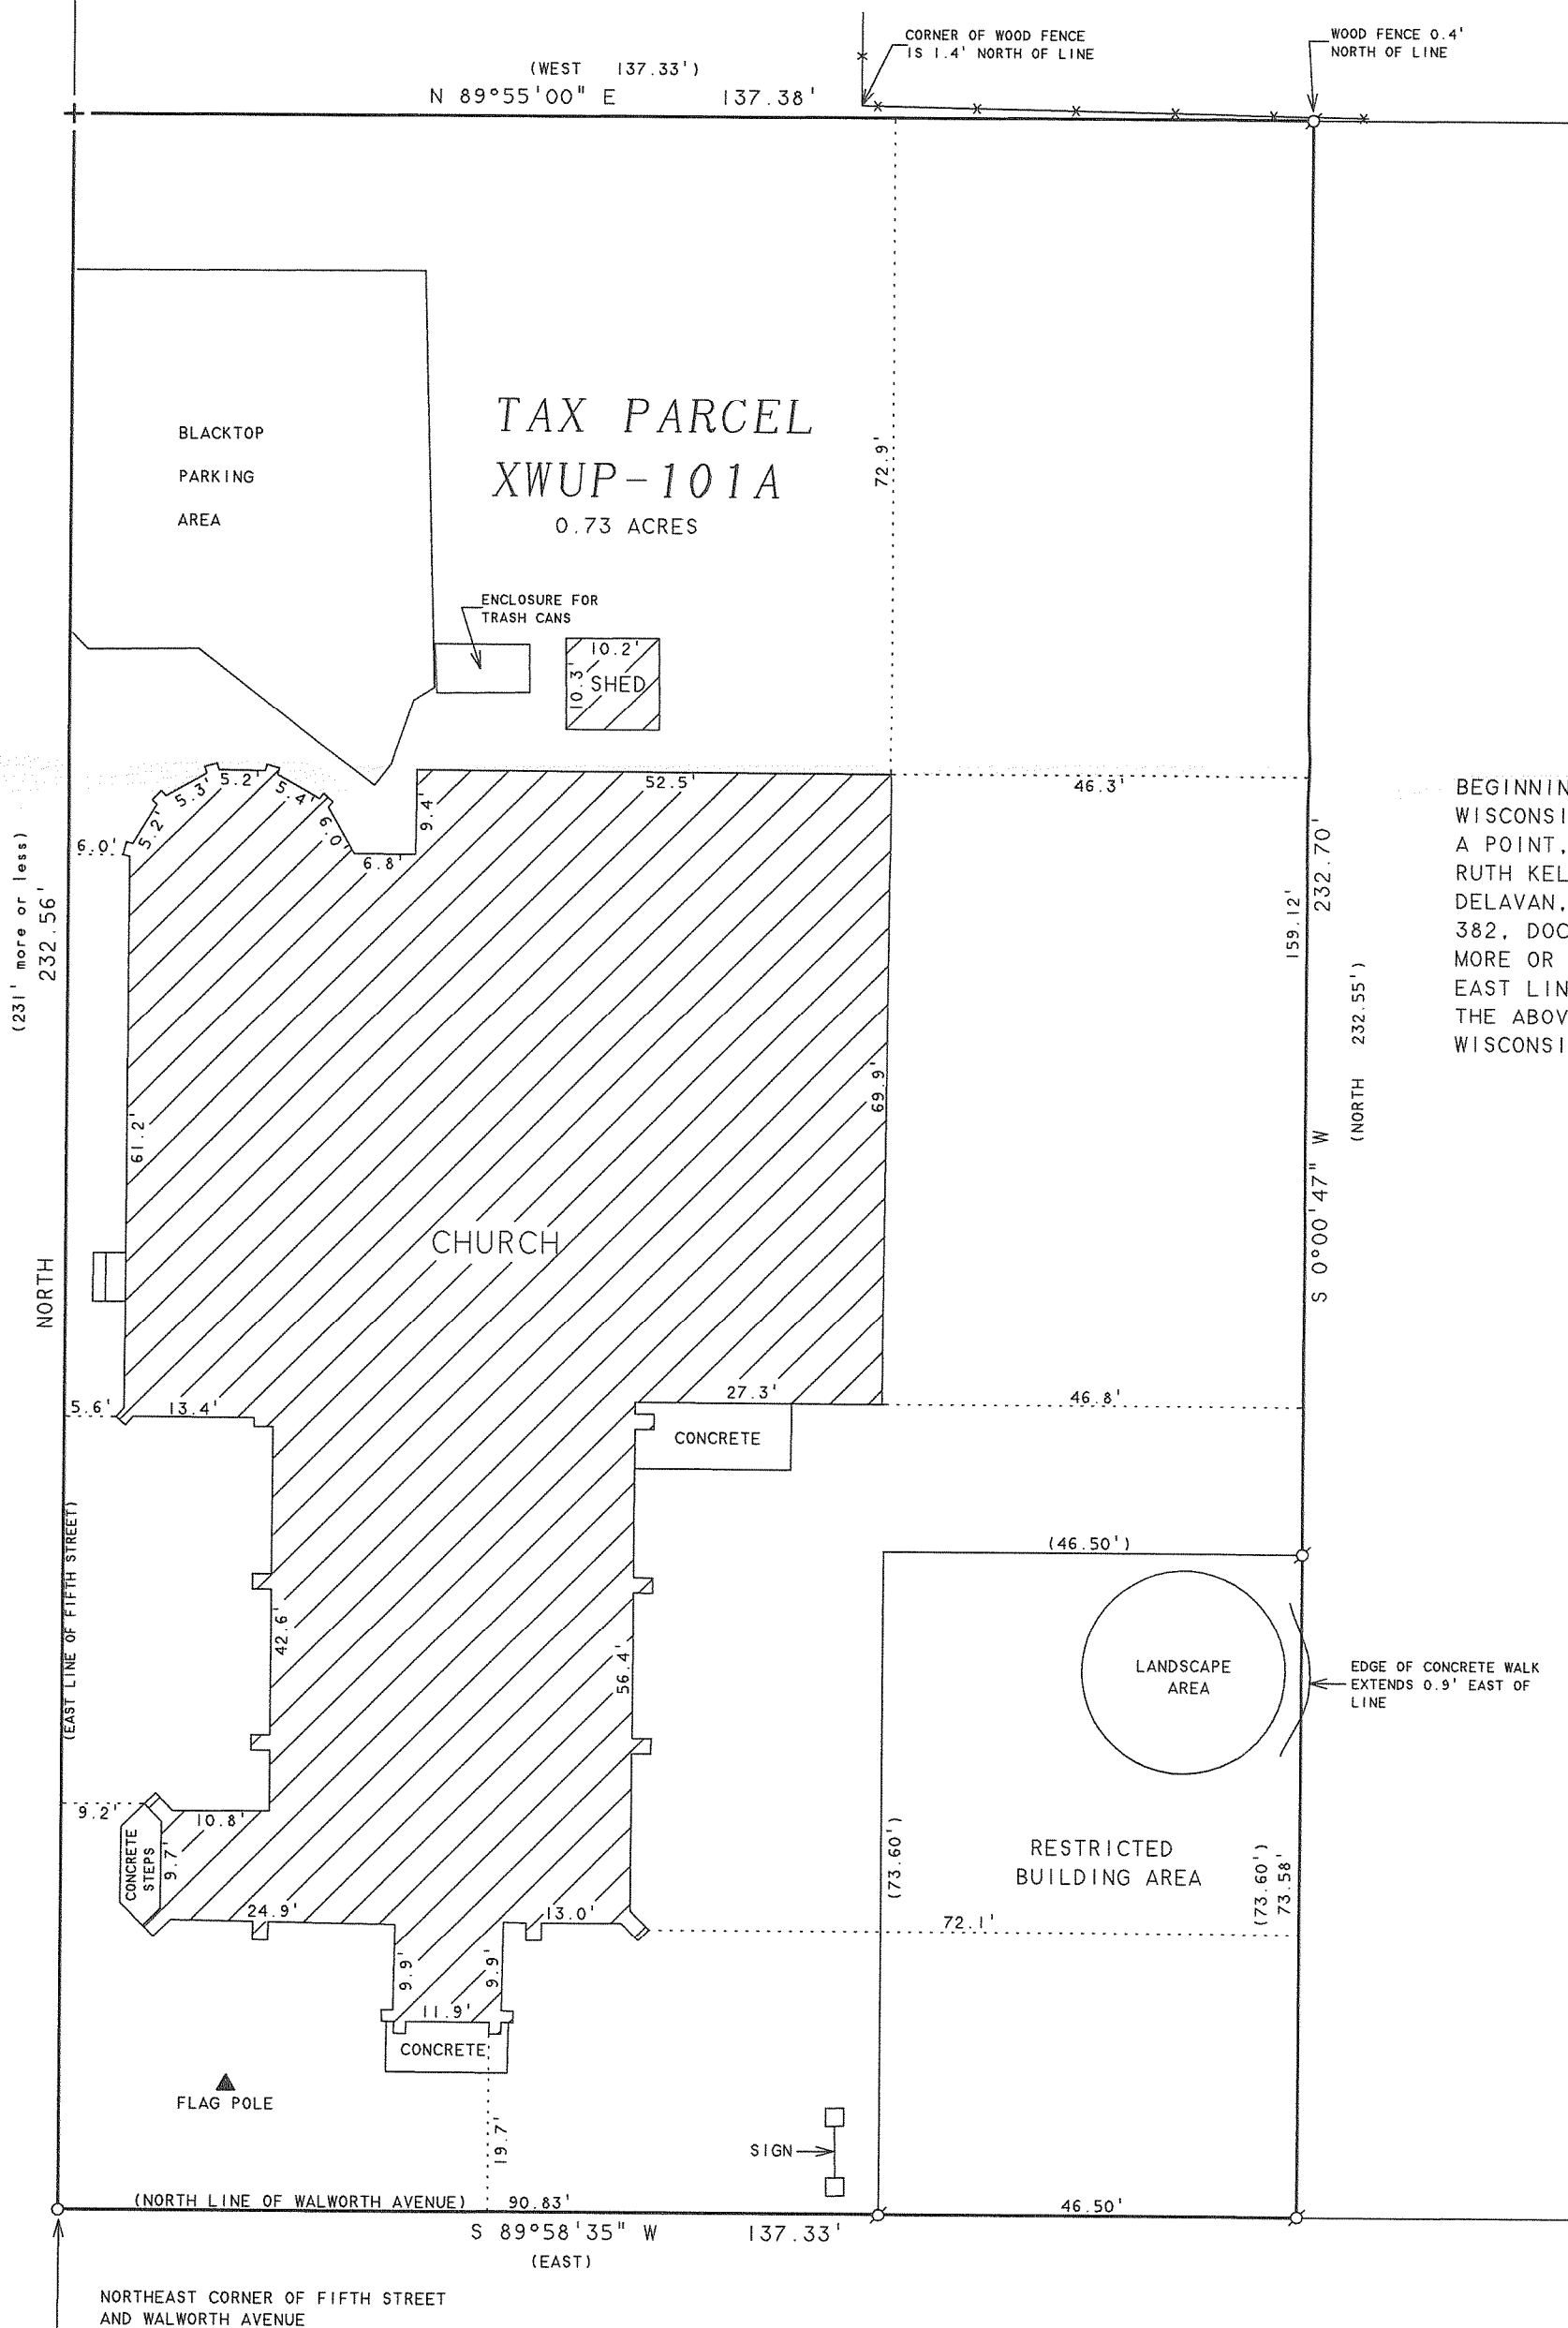 CORNER OF WOOD FENCE
IS 1.4' NORTH OF LINE
WOOD FENCE 0.4'
NORTH OF LINE
(WEST 137.33')
N 89°55'00" E 137.38'
BLACKTOP
PARKING
AREA
TAX PARCEL
XWUP-101A
0.73 ACRES
72.9'
ENCLOSURE FOR
TRASH CANS
10.2'
10.3'
SHED
5.2'
5.3'
5.4'
5.2'
6.0'
6.0'
6.8'
9.4'
52.5'
46.3'
(231' more or less)
232.56'
NORTH
(EAST LINE OF FIFTH STREET)
61.2'
CHURCH
69.9'
159.12'
232.70'
S 0°00'47" W
(NORTH 232.55')
BEGINNIN
WISCONSI
A POINT,
RUTH KEL
DELAVAN,
382, DOC
MORE OR
EAST LIN
THE ABOV
WISCONSI
5.6'
13.4'
27.3'
46.8'
CONCRETE
42.6'
56.4'
(46.50')
LANDSCAPE
AREA
EDGE OF CONCRETE WALK
EXTENDS 0.9' EAST OF
LINE
9.2'
10.8'
CONCRETE
STEPS
9.7'
24.9'
13.0'
9.9'
9.9'
11.9'
CONCRETE
72.1'
(73.60')
RESTRICTED
BUILDING AREA
(73.60')
73.58'
FLAG POLE
19.7'
SIGN
(NORTH LINE OF WALWORTH AVENUE) 90.83'
46.50'
S 89°58'35" W 137.33'
(EAST)
NORTHEAST CORNER OF FIFTH STREET
AND WALWORTH AVENUE